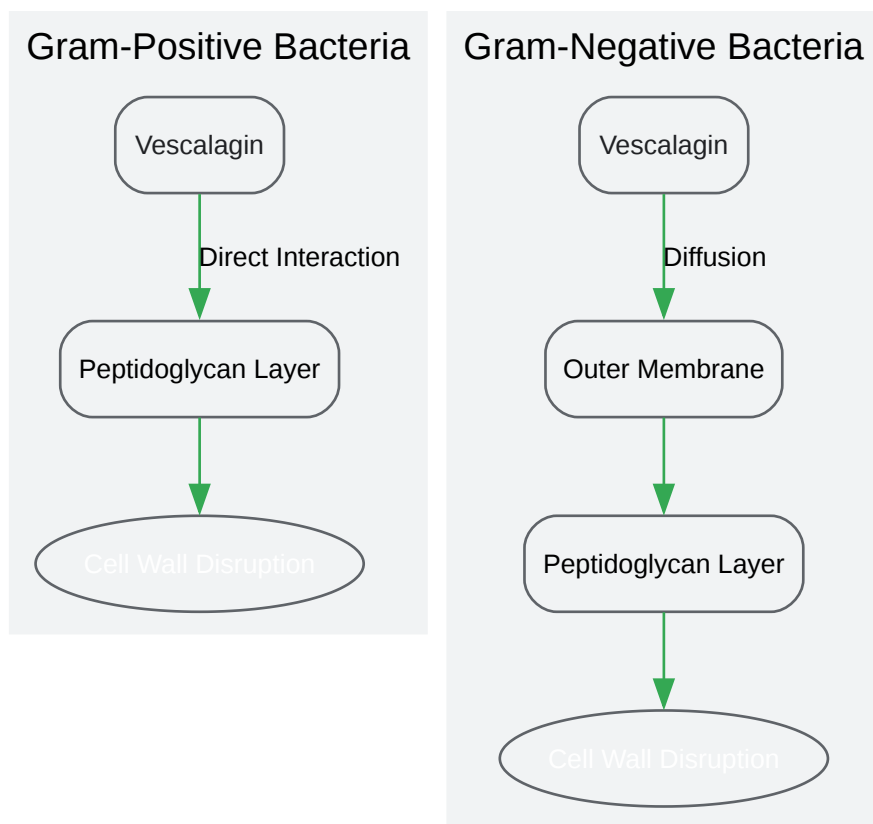 Gram-Positive Bacteria
Vescalagin
Direct Interaction
Peptidoglycan Layer
Cell Wall Disruption
Gram-Negative Bacteria
Vescalagin
Diffusion
Outer Membrane
Peptidoglycan Layer
Cell Wall Disruption